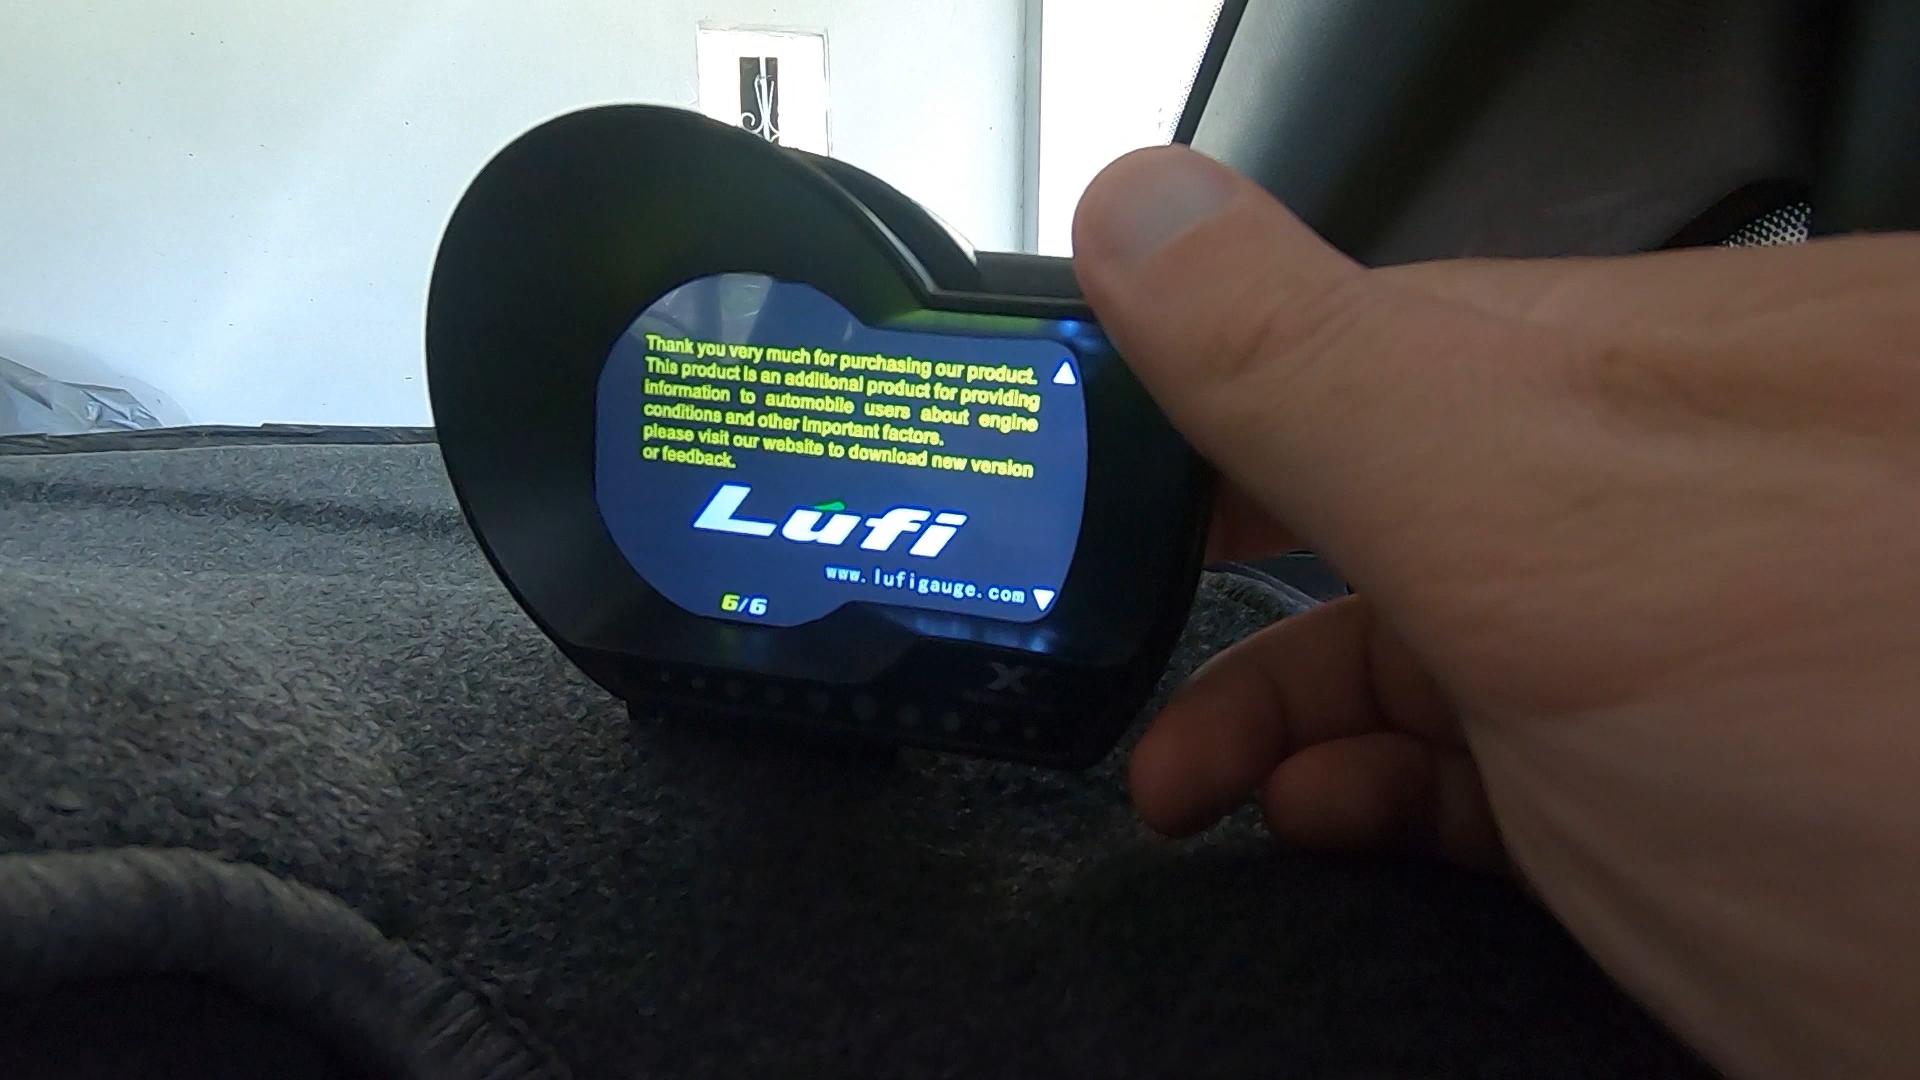 Thank you very much for purchasing our product.
This product is an additional product for providing
information to automobile users about engine
conditions and other important factors.
please visit our website to download new version
or feedback.
Lufi
www.lufigauge.com
6/6
X